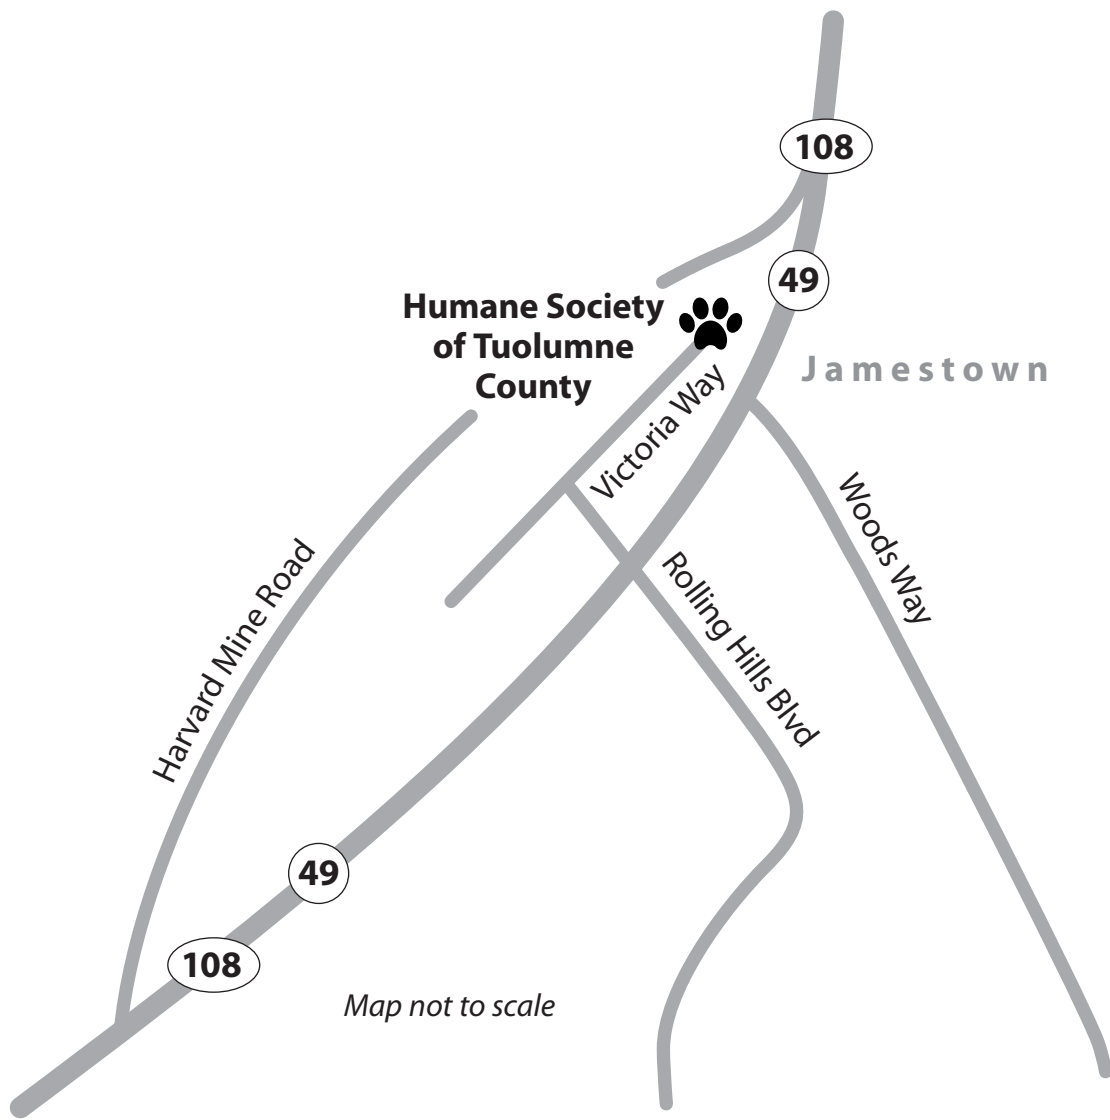 108
49
Humane Society
of Tuolumne
County
Jamestown
Victoria Way
Woods Way
Rolling Hills Blvd
Harvard Mine Road
49
108
Map not to scale